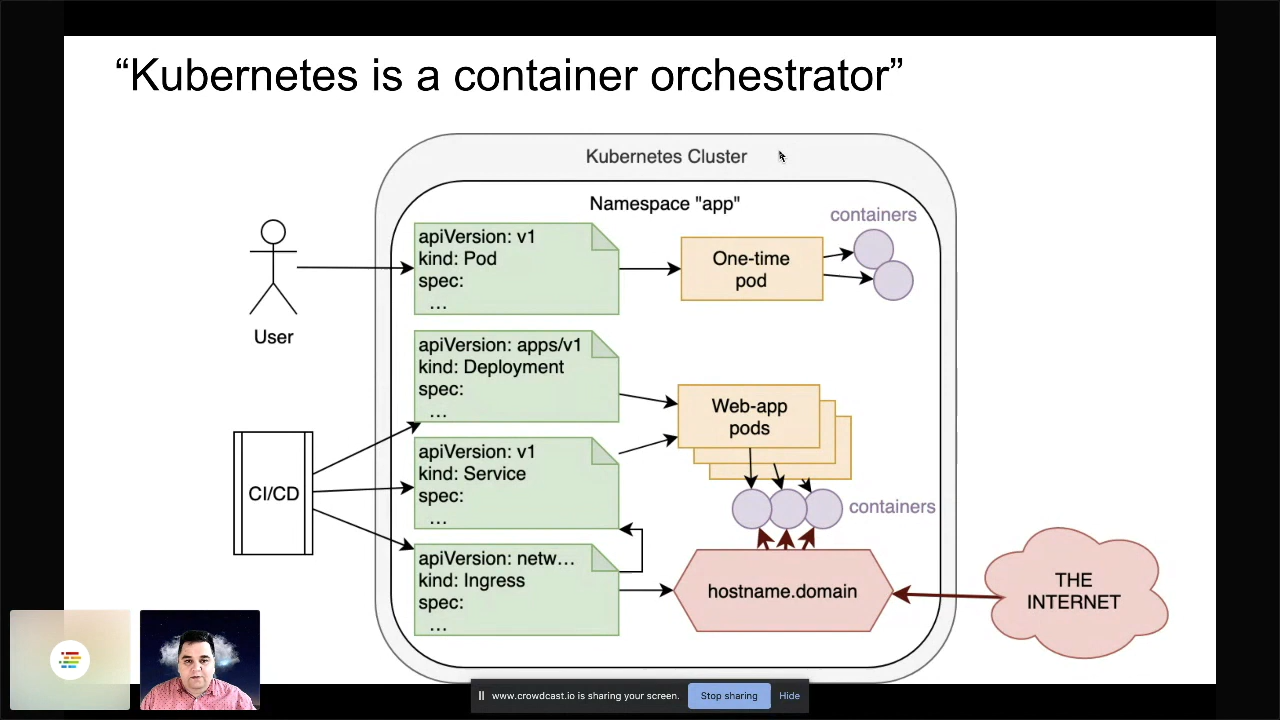 “Kubernetes is a container orchestrator”
Kubernetes Cluster
Namespace "app"
containers
apiVersion: v1
kind: Pod
spec:
...
One-time
pod
User
apiVersion: apps/v1
kind: Deployment
spec:
...
Web-app
pods
CI/CD
apiVersion: v1
kind: Service
spec:
...
containers
apiVersion: netw...
kind: Ingress
spec:
...
hostname.domain
THE
INTERNET
www.crowdcast.io is sharing your screen.
Stop sharing
Hide